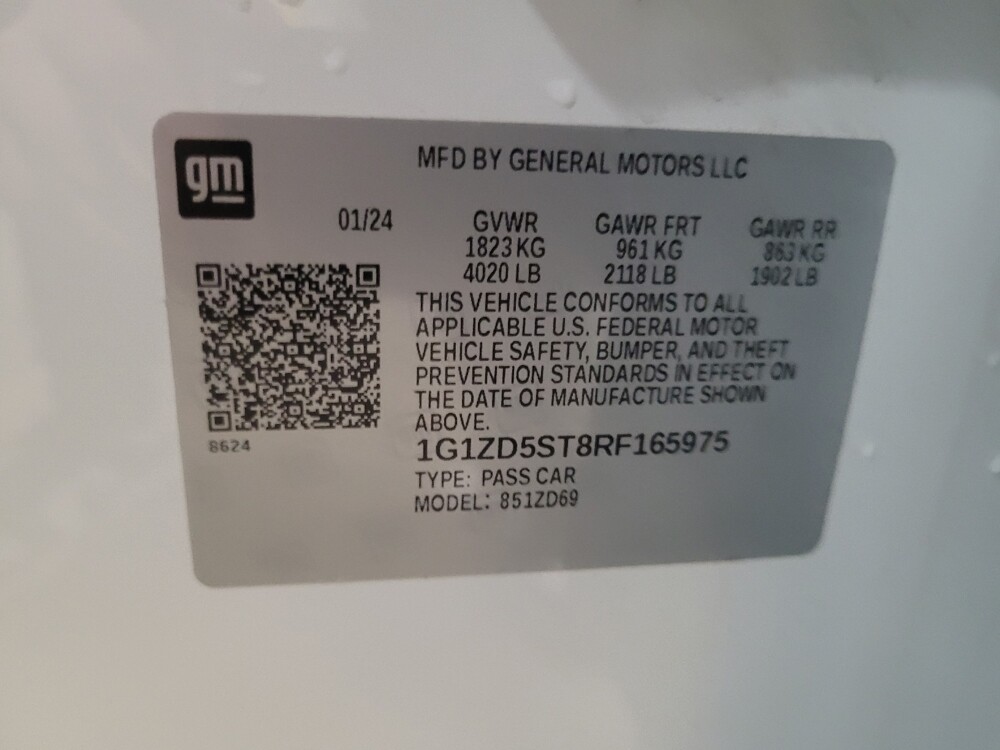 gm
MFD BY GENERAL MOTORS LLC
01/24 GVWR GAWR FRT GAWR RR
1823 KG 961 KG 863 KG
4020 LB 2118 LB 1902 LB
THIS VEHICLE CONFORMS TO ALL
APPLICABLE U.S. FEDERAL MOTOR
VEHICLE SAFETY, BUMPER, AND THEFT
PREVENTION STANDARDS IN EFFECT ON
THE DATE OF MANUFACTURE SHOWN
ABOVE.
8624
1G1ZD5ST8RF165975
TYPE: PASS CAR
MODEL: 851ZD69